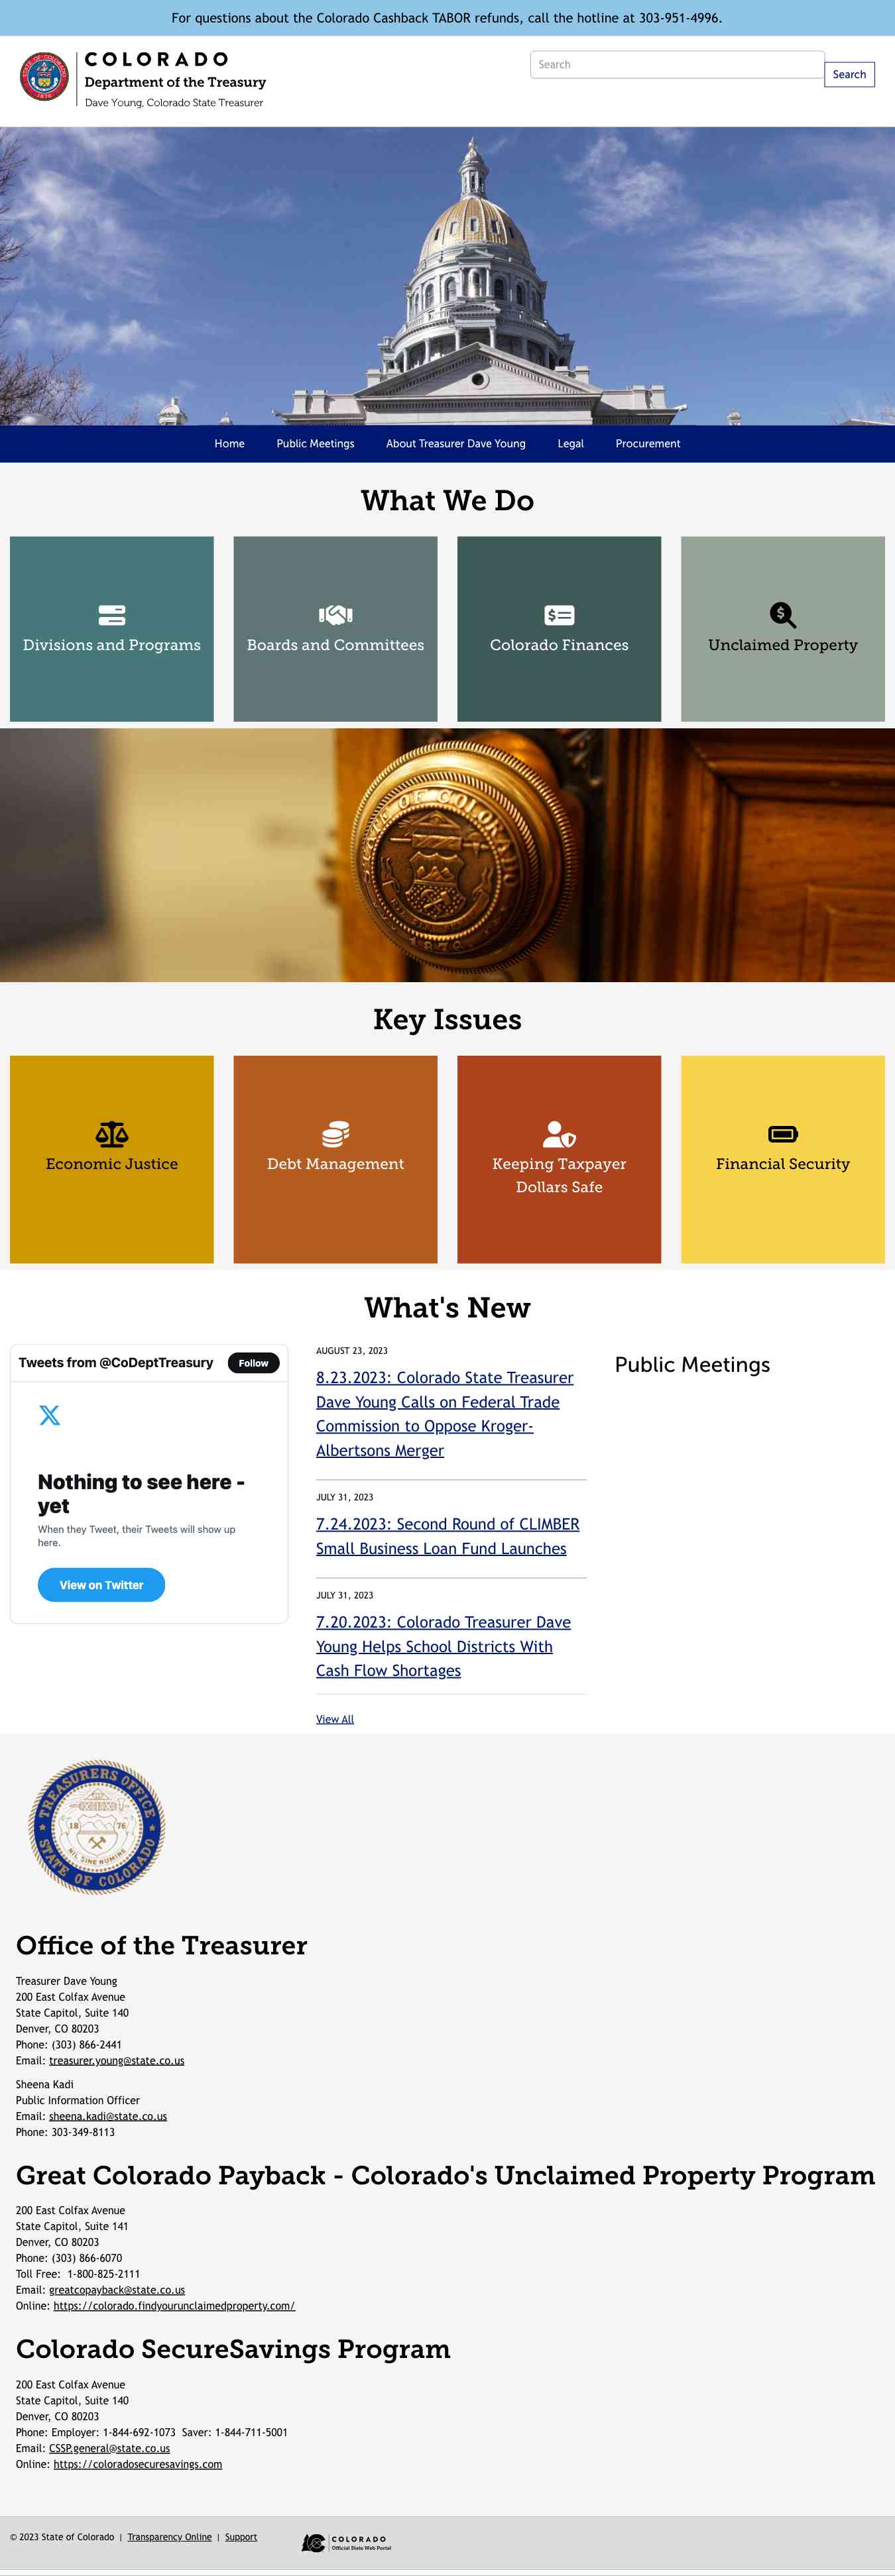 For questions about the Colorado Cashback TABOR refunds, call the hotline at 303-951-4996.
COLORADO
Department of the Treasury
Dave Young, Colorado State Treasurer
Search
Search
Home
Public Meetings
About Treasurer Dave Young
Legal
Procurement
What We Do
Divisions and Programs
Boards and Committees
Colorado Finances
Unclaimed Property
Key Issues
Economic Justice
Debt Management
Keeping Taxpayer
Dollars Safe
Financial Security
What's New
Tweets from @CoDeptTreasury
Follow
Nothing to see here -
yet
When they Tweet, their Tweets will show up
here.
View on Twitter
AUGUST 23, 2023
8.23.2023: Colorado State Treasurer
Dave Young Calls on Federal Trade
Commission to Oppose Kroger-
Albertsons Merger
JULY 31, 2023
7.24.2023: Second Round of CLIMBER
Small Business Loan Fund Launches
JULY 31, 2023
7.20.2023: Colorado Treasurer Dave
Young Helps School Districts With
Cash Flow Shortages
View All
Public Meetings
TREASURERS OFFICE
18 76
NIL SINE NUMINE
STATE OF COLORADO
Office of the Treasurer
Treasurer Dave Young
200 East Colfax Avenue
State Capitol, Suite 140
Denver, CO 80203
Phone: (303) 866-2441
Email: treasurer.young@state.co.us
Sheena Kadi
Public Information Officer
Email: sheena.kadi@state.co.us
Phone: 303-349-8113
Great Colorado Payback - Colorado's Unclaimed Property Program
200 East Colfax Avenue
State Capitol, Suite 141
Denver, CO 80203
Phone: (303) 866-6070
Toll Free: 1-800-825-2111
Email: greatcopayback@state.co.us
Online: https://colorado.findyourunclaimedproperty.com/
Colorado SecureSavings Program
200 East Colfax Avenue
State Capitol, Suite 140
Denver, CO 80203
Phone: Employer: 1-844-692-1073 Saver: 1-844-711-5001
Email: CSSP.general@state.co.us
Online: https://coloradosecuresavings.com
© 2023 State of Colorado | Transparency Online | Support
COLORADO
Official State Web Portal